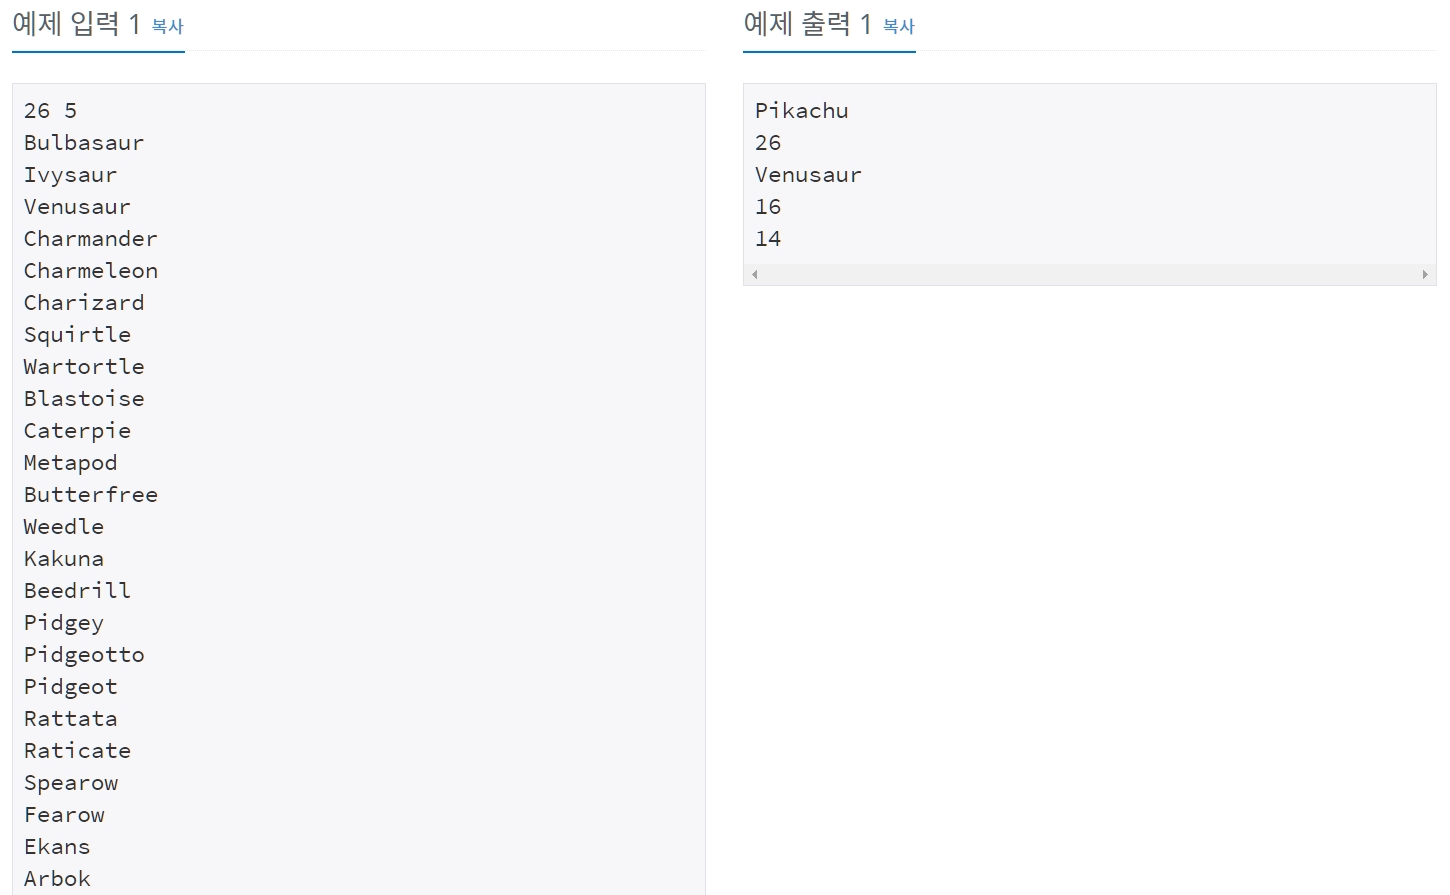 예제 입력 1 복사
26 5
Bulbasaur
Ivysaur
Venusaur
Charmander
Charmeleon
Charizard
Squirtle
Wartortle
Blastoise
Caterpie
Metapod
Butterfree
Weedle
Kakuna
Beedrill
Pidgey
Pidgeotto
Pidgeot
Rattata
Raticate
Spearow
Fearow
Ekans
Arbok
예제 출력 1 복사
Pikachu
26
Venusaur
16
14